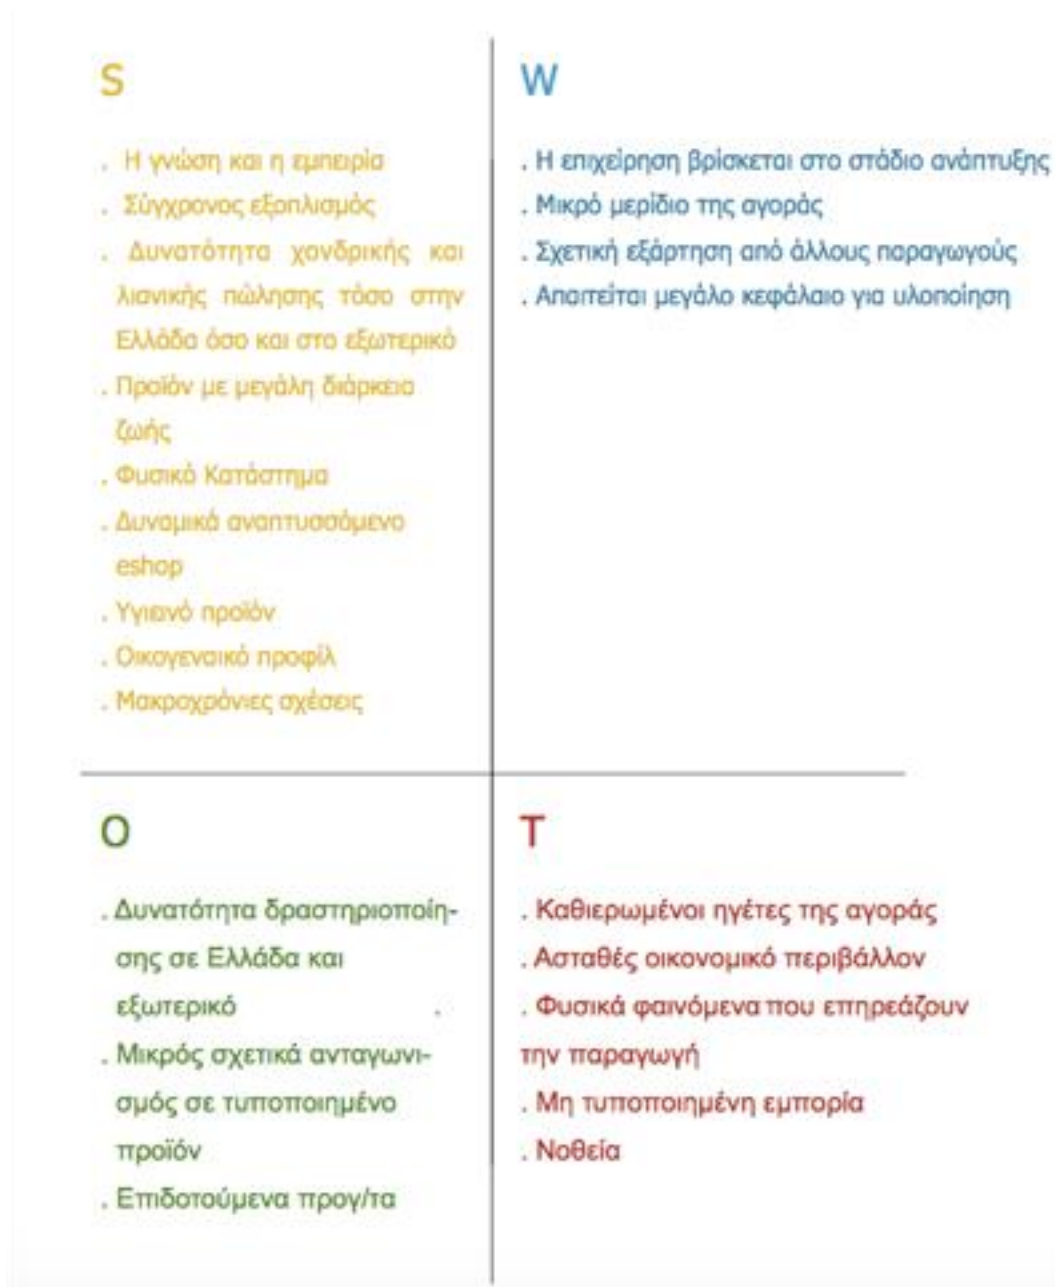 S
. Η γνώση και η εμπειρία
. Σύγχρονος εξοπλισμός
. Δυνατότητα χονδρικής και
λιανικής πώλησης τόσο στην
Ελλάδα όσο και στο εξωτερικό
. Προϊόν με μεγάλη διάρκεια
ζωής
. Φυσικό Κατάστημα
. Δυναμικά αναπτυσσόμενο
eshop
. Υγιεινό προϊόν
. Οικογεναικό προφίλ
. Μακροχρόνιες σχέσεις
W
. Η επιχείρηση βρίσκεται στο στάδιο ανάπτυξης
. Μικρό μερίδιο της αγοράς
. Σχετική εξάρτηση από άλλους παραγωγούς
. Απαιτείται μεγάλο κεφάλαιο για υλοποίηση
O
. Δυνατότητα δραστηριοποίη-
σης σε Ελλάδα και
εξωτερικό .
. Μικρός σχετικά ανταγωνι-
σμός σε τυποποιημένο
προϊόν
. Επιδοτούμενα προγ/τα
T
. Καθιερωμένοι ηγέτες της αγοράς
. Ασταθές οικονομικό περιβάλλον
. Φυσικά φαινόμενα που επηρεάζουν
την παραγωγή
. Μη τυποποιημένη εμπορία
. Νοθεία